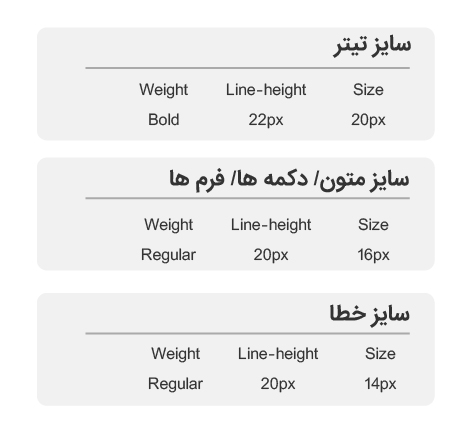 سایز تیتر
Weight Line-height Size
Bold 22px 20px
سایز متون/ دکمه ها/ فرم ها
Weight Line-height Size
Regular 20px 16px
سایز خطا
Weight Line-height Size
Regular 20px 14px